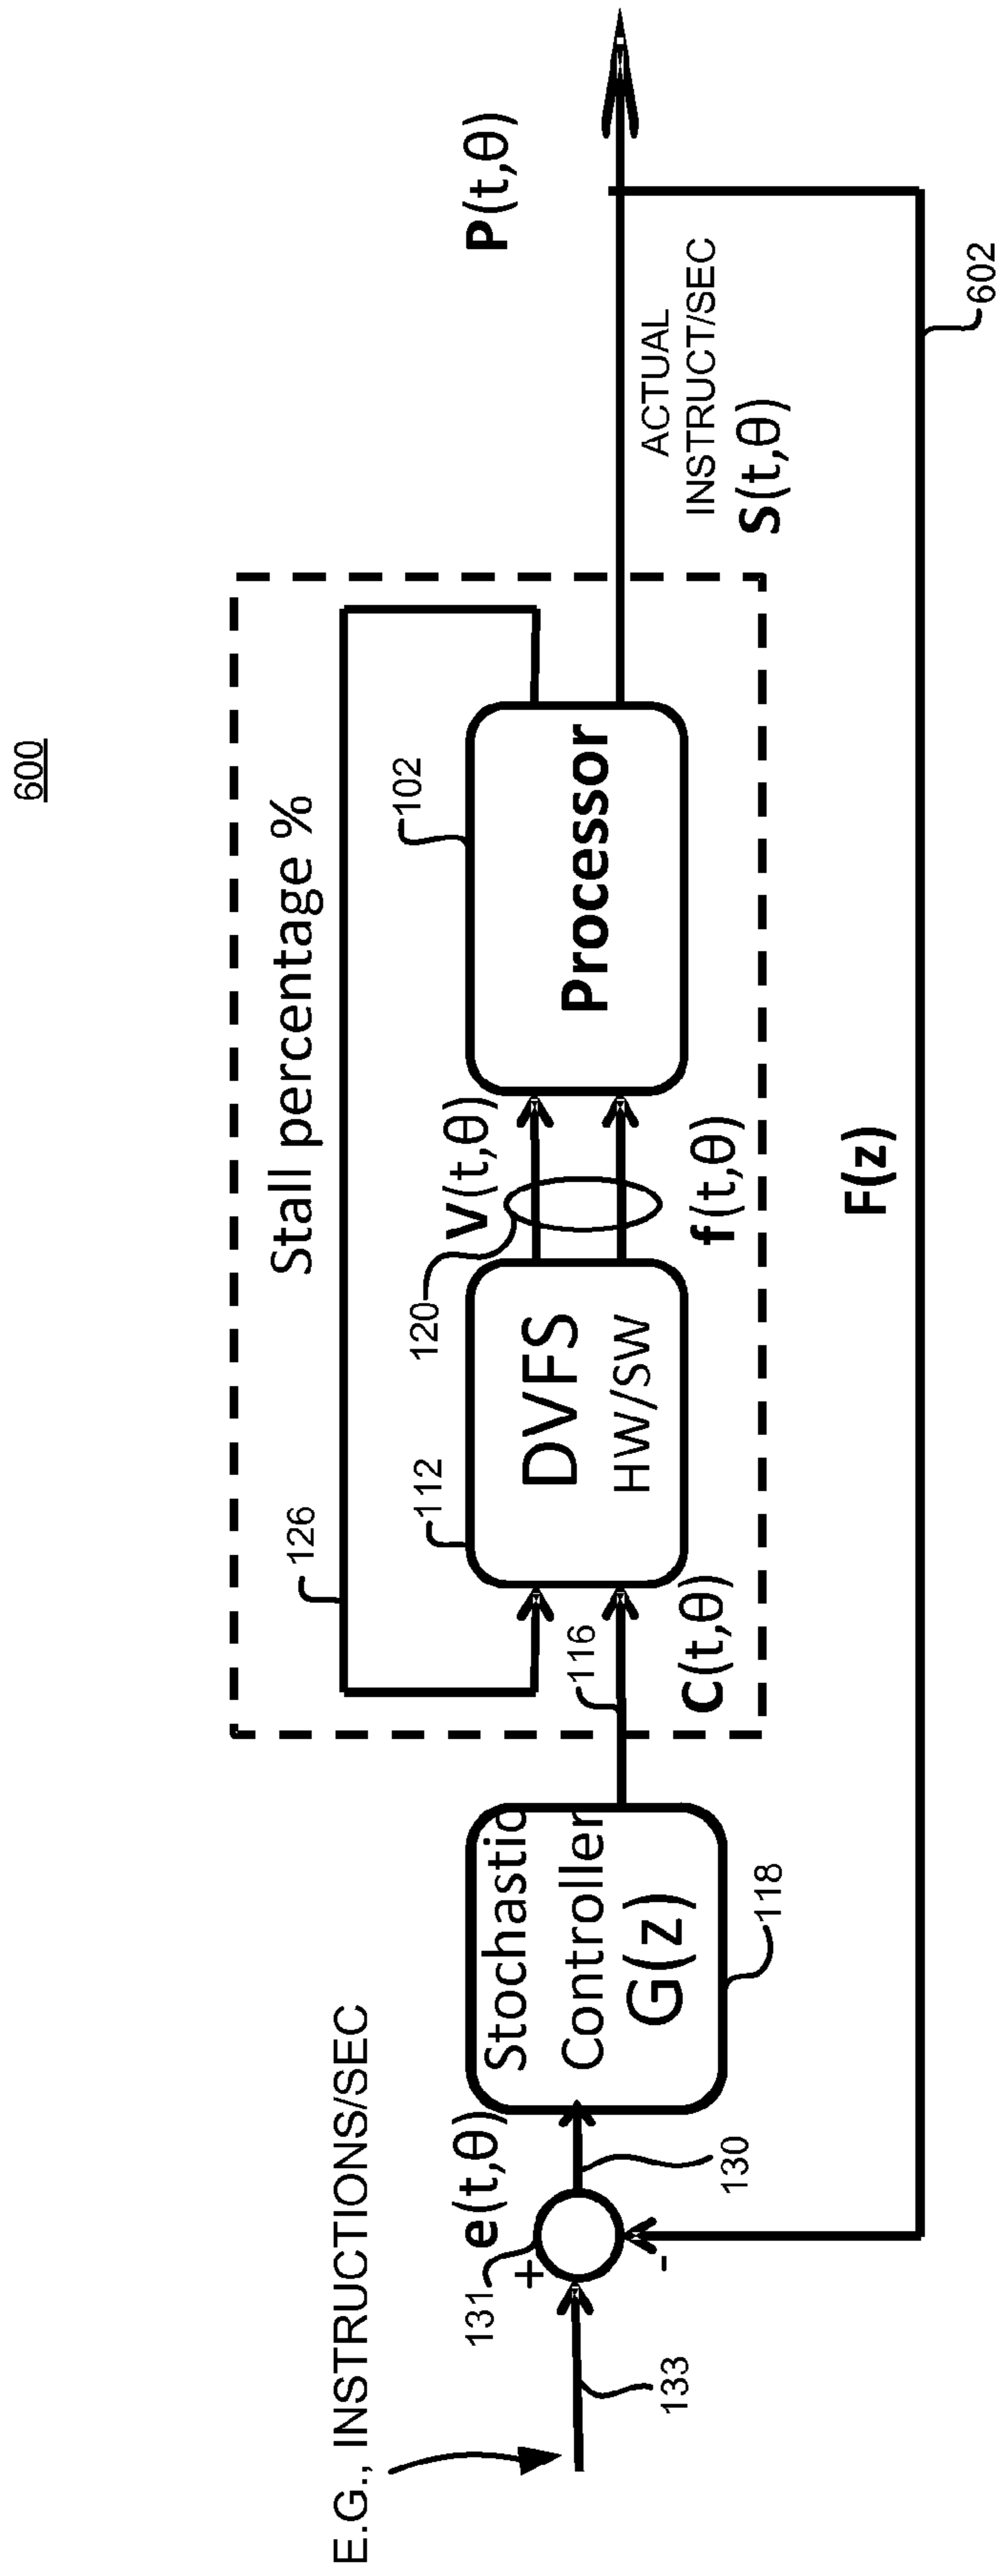 600
E.G., INSTRUCTIONS/SEC
133
131
+
-
e(t,θ)
130
Stochastic
Controller
G(z)
118
116
C(t,θ)
126
Stall percentage %
112
DVFS
HW/SW
120
V(t,θ)
f(t,θ)
102
Processor
ACTUAL
INSTRUCT/SEC
S(t,θ)
P(t,θ)
F(z)
602